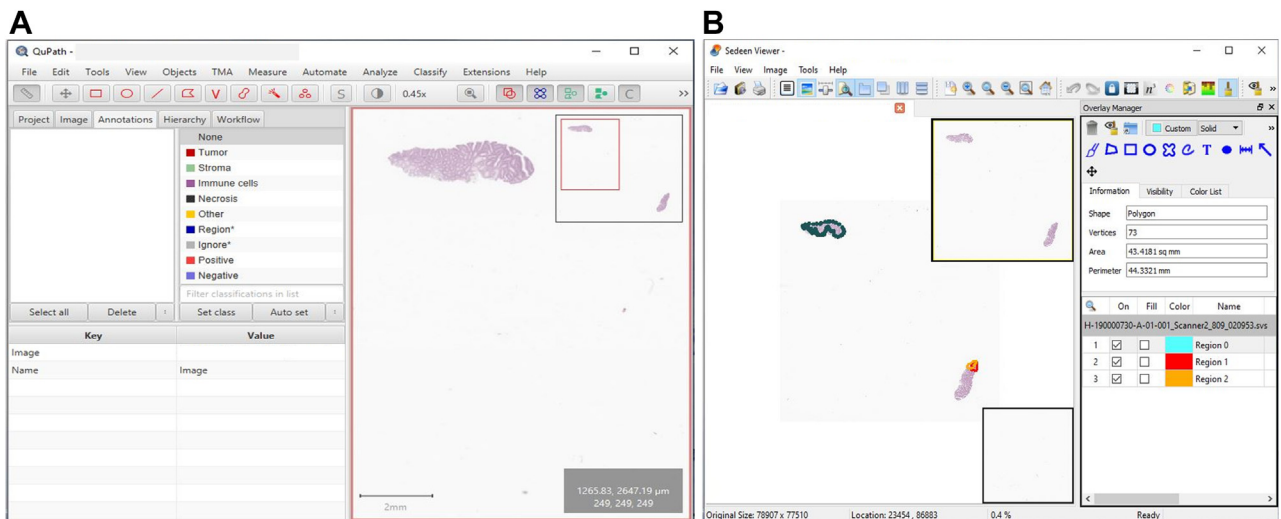 A
QuPath -
File Edit Tools View Objects TMA Measure Automate Analyze Classify Extensions Help
S 0.45x C >>
Project Image Annotations Hierarchy Workflow
None
Tumor
Stroma
Immune cells
Necrosis
Other
Region*
Ignore*
Positive
Negative
Filter classifications in list
Select all Delete Set class Auto set
Key Value
Image
Name Image
2mm
1265.83, 2647.19 µm
249, 249, 249
B
Sedeen Viewer -
File View Image Tools Help
Overlay Manager
Custom Solid >>
T
Information Visibility Color List
Shape Polygon
Vertices 73
Area 43.4181 sq mm
Perimeter 44.3321 mm
On Fill Color Name
H-190000730-A-01-001_Scanner2_809_020953.svs
1 Region 0
2 Region 1
3 Region 2
Original Size: 78907 x 77510 Location: 23454 , 86883 0.4 % Ready